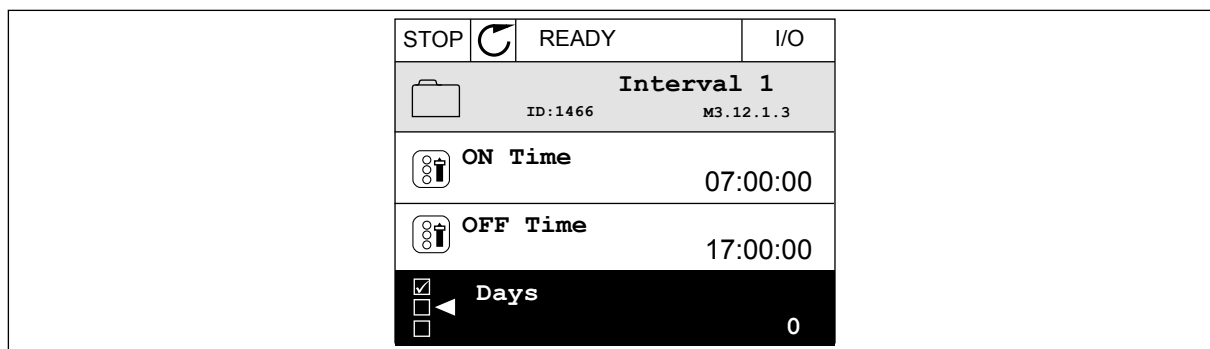 STOP READY I/O
Interval 1
ID:1466 M3.12.1.3
ON Time
07:00:00
OFF Time
17:00:00
Days
0